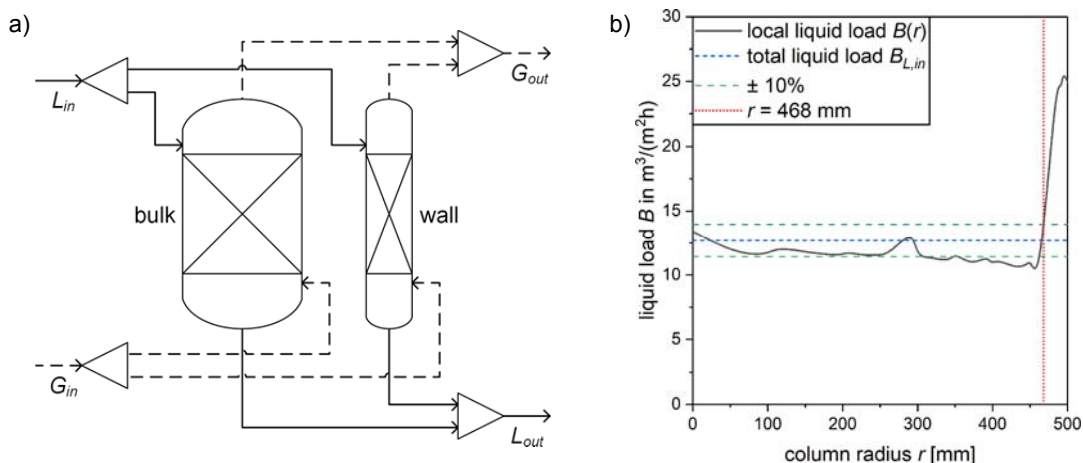 a)
L_in
bulk
wall
G_out
G_in
L_out
b)
local liquid load B(r)
total liquid load B_L,in
± 10%
r = 468 mm
liquid load B in m³/(m²h)
30
25
20
15
10
5
0
0 100 200 300 400 500
column radius r [mm]